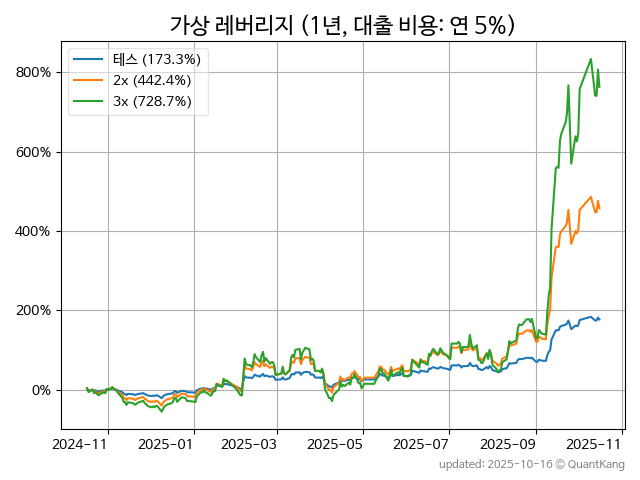 가상 레버리지 (1년, 대출 비용: 연 5%)
테스 (173.3%)
2x (442.4%)
3x (728.7%)
800%
600%
400%
200%
0%
2024-11
2025-01
2025-03
2025-05
2025-07
2025-09
2025-11
updated: 2025-10-16 © QuantKang